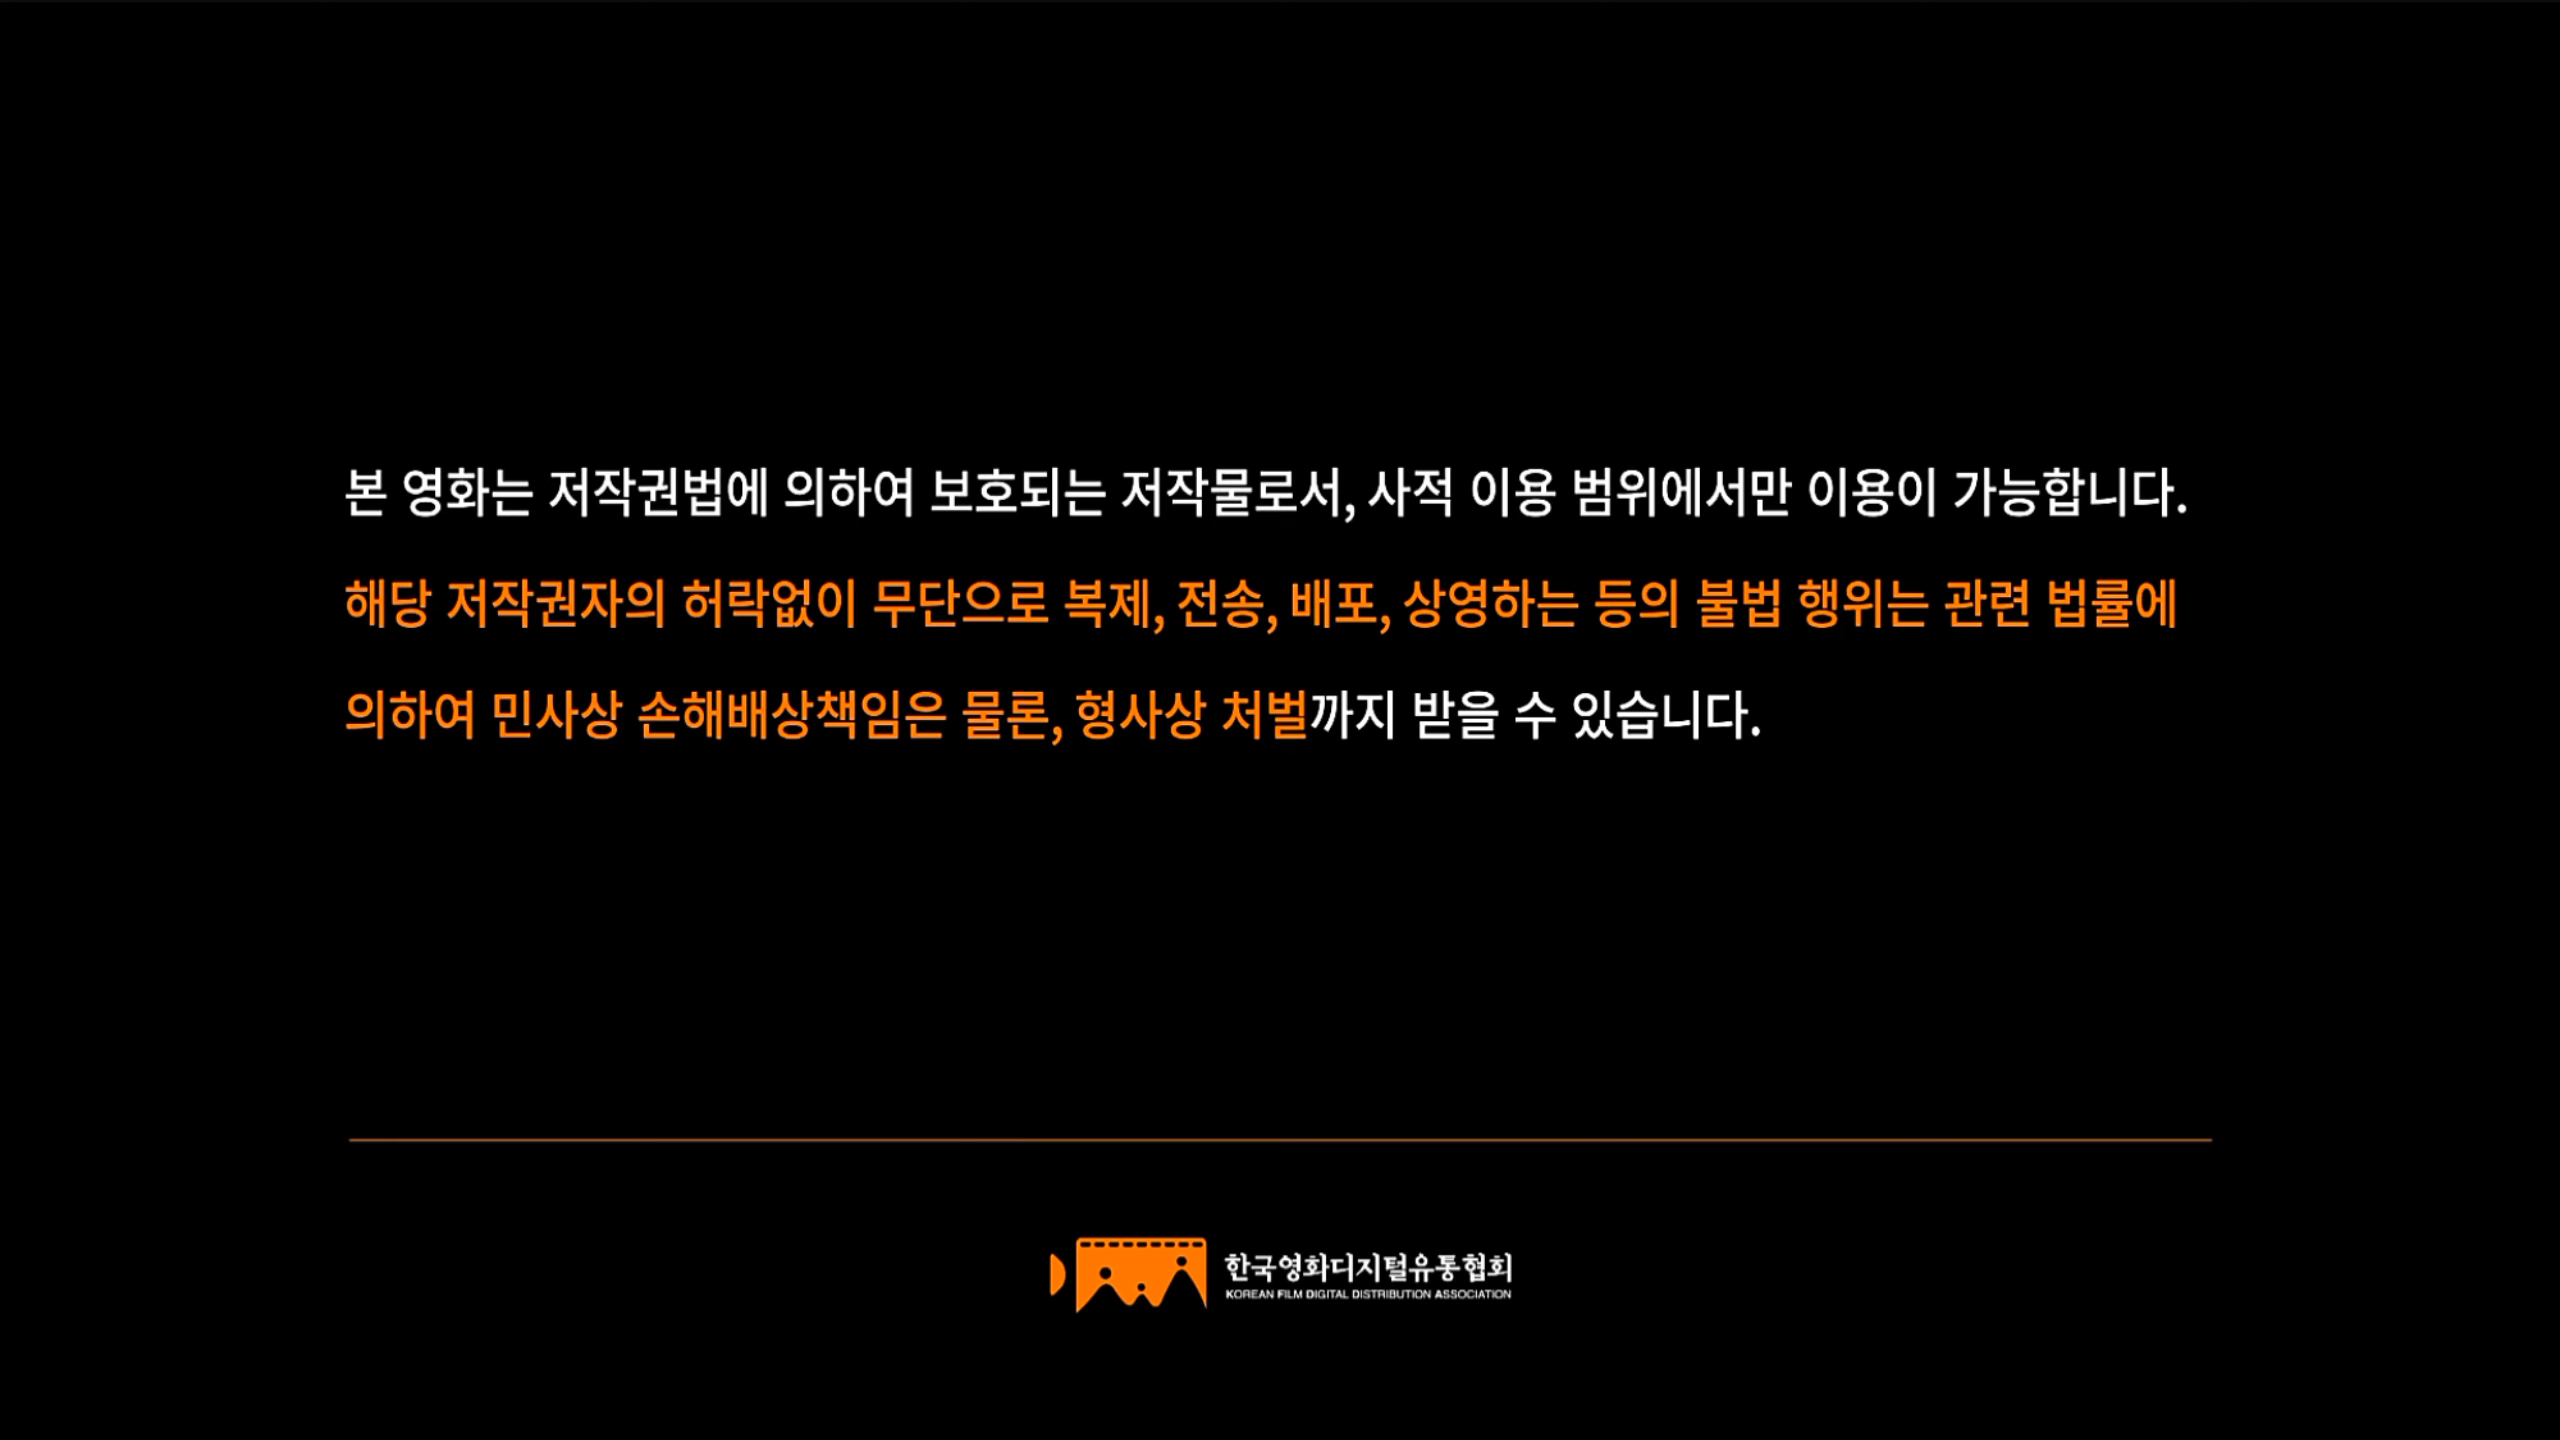 본 영화는 저작권법에 의하여 보호되는 저작물로서, 사적 이용 범위에서만 이용이 가능합니다.
해당 저작권자의 허락없이 무단으로 복제, 전송, 배포, 상영하는 등의 불법 행위는 관련 법률에
의하여 민사상 손해배상책임은 물론, 형사상 처벌까지 받을 수 있습니다.
한국영화디지털유통협회
KOREAN FILM DIGITAL DISTRIBUTION ASSOCIATION